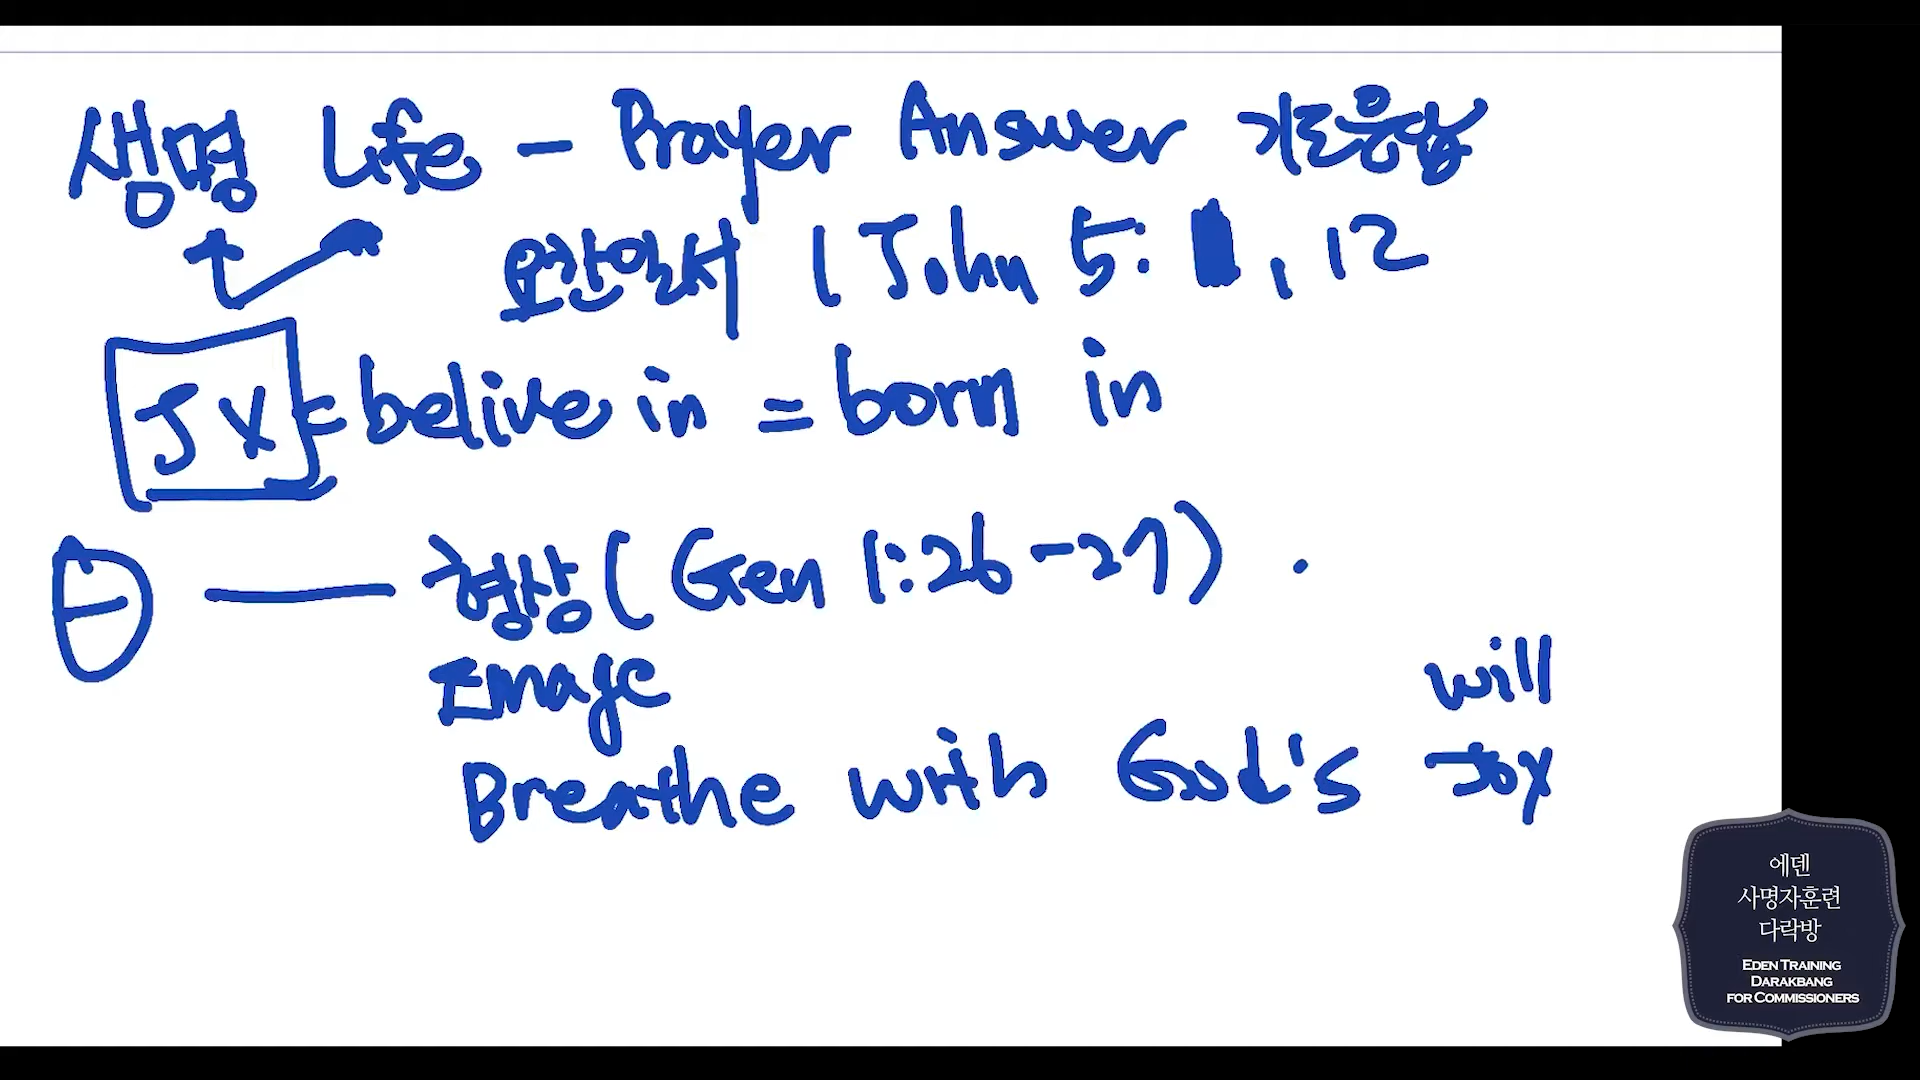 생명 Life - Prayer Answer 기도응답
요한일서 1 John 5: 1, 12
JX = belive in = born in
형상 (Gen 1:26-27).
Image
will
Breathe with God's Joy
에덴
사명자훈련
다락방
EDEN TRAINING
DARAKBANG
FOR COMMISSIONERS